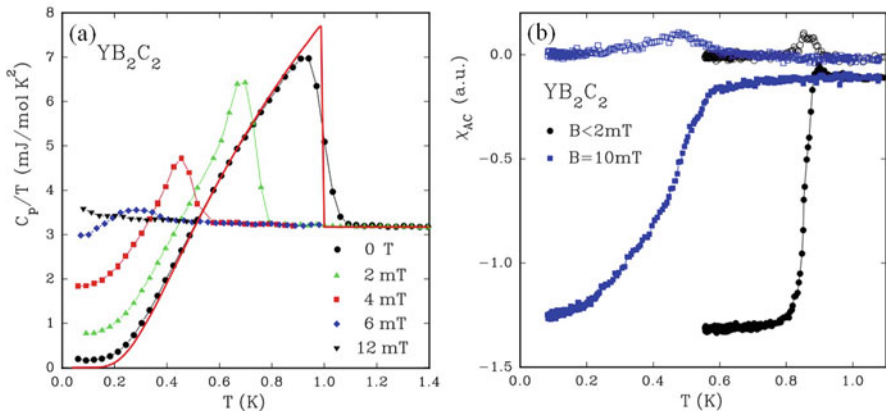 (a)
YB₂C₂
C_p/T (mJ/mol K²)
8
7
6
5
4
3
2
1
0
0 T
2 mT
4 mT
6 mT
12 mT
0.0 0.2 0.4 0.6 0.8 1.0 1.2 1.4
T (K)
(b)
YB₂C₂
B<2mT
B=10mT
χ_AC (a.u.)
0.0
−0.5
−1.0
−1.5
0.0 0.2 0.4 0.6 0.8 1.0
T (K)